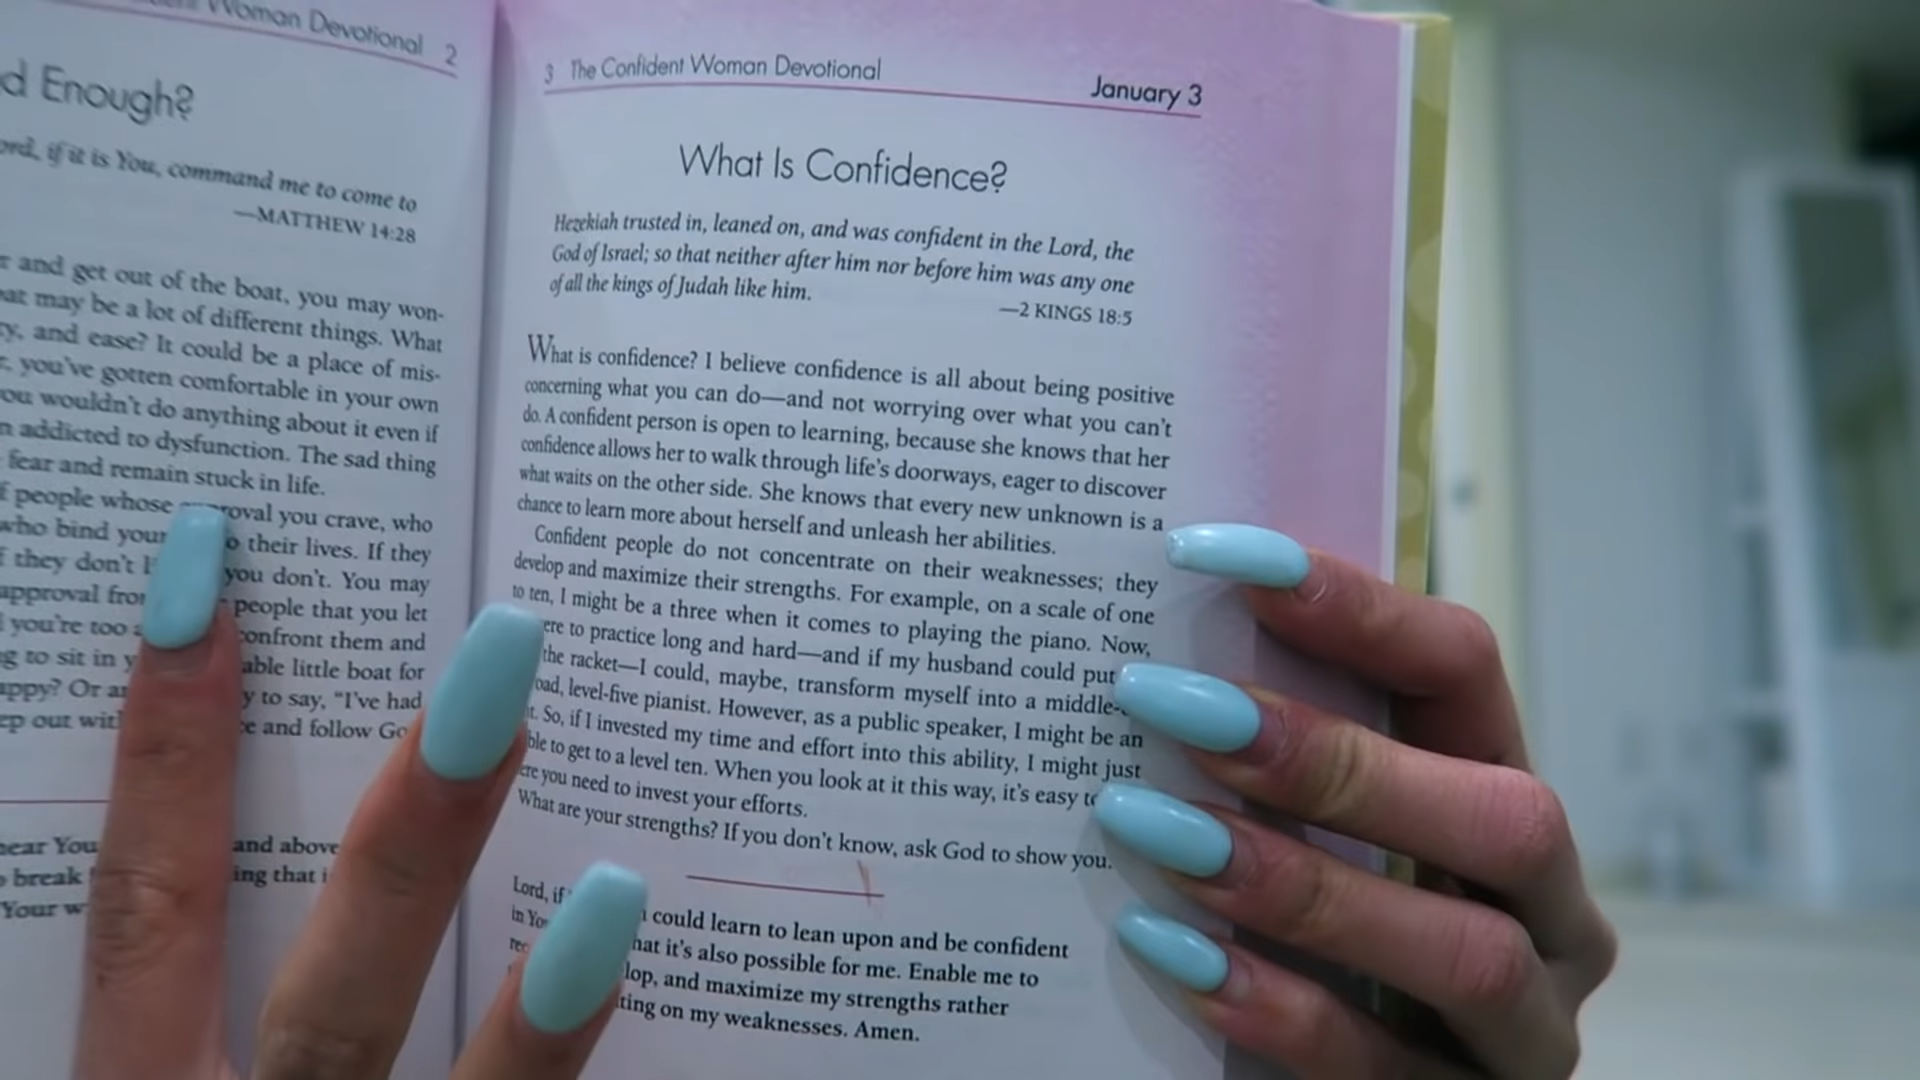 Woman Devotional 2
d Enough?
if it is You, command me to come to
—MATTHEW 14:28
and get out of the boat, you may won-
may be a lot of different things. What
and ease? It could be a place of mis-
you've gotten comfortable in your own
wouldn't do anything about it even if
addicted to dysfunction. The sad thing
fear and remain stuck in life.
people whose you crave, who
who bind your their lives. If they
they don't you don't. You may
approval people that you let
you're too confront them and
to sit in able little boat for
Or to say, "I've had
out and follow
hear You and above
break ing that
Your
3 The Confident Woman Devotional
January 3
What Is Confidence?
Hezekiah trusted in, leaned on, and was confident in the Lord, the
God of Israel; so that neither after him nor before him was any one
of all the kings of Judah like him.
—2 KINGS 18:5
What is confidence? I believe confidence is all about being positive
concerning what you can do—and not worrying over what you can't
do. A confident person is open to learning, because she knows that her
confidence allows her to walk through life's doorways, eager to discover
what waits on the other side. She knows that every new unknown is a
chance to learn more about herself and unleash her abilities.
Confident people do not concentrate on their weaknesses; they
develop and maximize their strengths. For example, on a scale of one
to ten, I might be a three when it comes to playing the piano. Now,
ere to practice long and hard—and if my husband could put
the racket—I could, maybe, transform myself into a middle-
oad, level-five pianist. However, as a public speaker, I might be an
t. So, if I invested my time and effort into this ability, I might just
ble to get to a level ten. When you look at it this way, it's easy
ere you need to invest your efforts.
What are your strengths? If you don't know, ask God to show you.
Lord, if could learn to lean upon and be confident
in hat it's also possible for me. Enable me to
lop, and maximize my strengths rather
ting on my weaknesses. Amen.